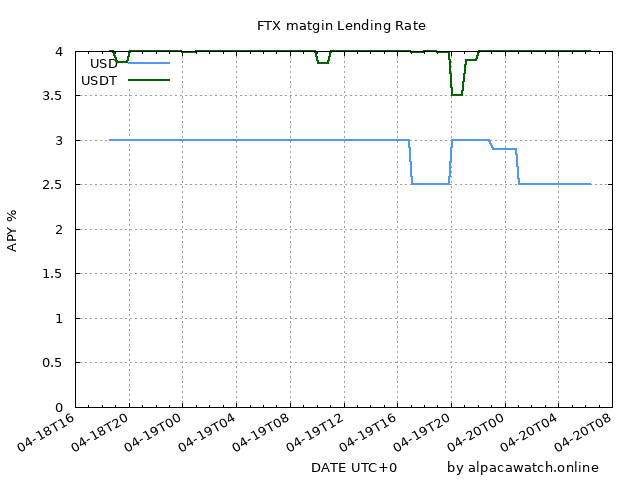 FTX matgin Lending Rate
USD
USDT
4
3.5
3
2.5
2
1.5
1
0.5
0
APY %
04-18T16
04-18T20
04-19T00
04-19T04
04-19T08
04-19T12
04-19T16
04-19T20
04-20T00
04-20T04
04-20T08
DATE UTC+0
by alpacawatch.online